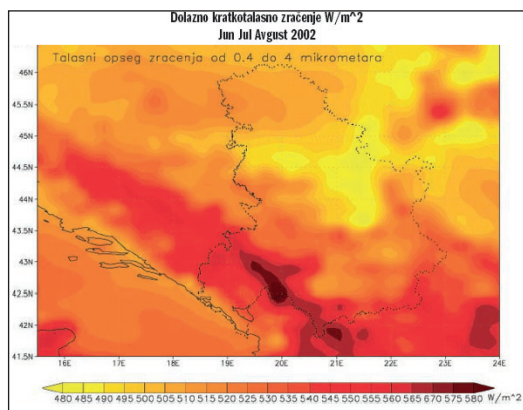 Dolazno kratkotalasno zračenje W/m^2
Jun Jul Avgust 2002
Talasni opseg zracenja od 0.4 do 4 mikrometara
46N
45.5N
45N
44.5N
44N
43.5N
43N
42.5N
42N
41.5N
16E 17E 18E 19E 20E 21E 22E 23E 24E
480 485 490 495 500 505 510 515 520 525 530 535 540 545 550 555 560 565 670 575 580 W/m^2